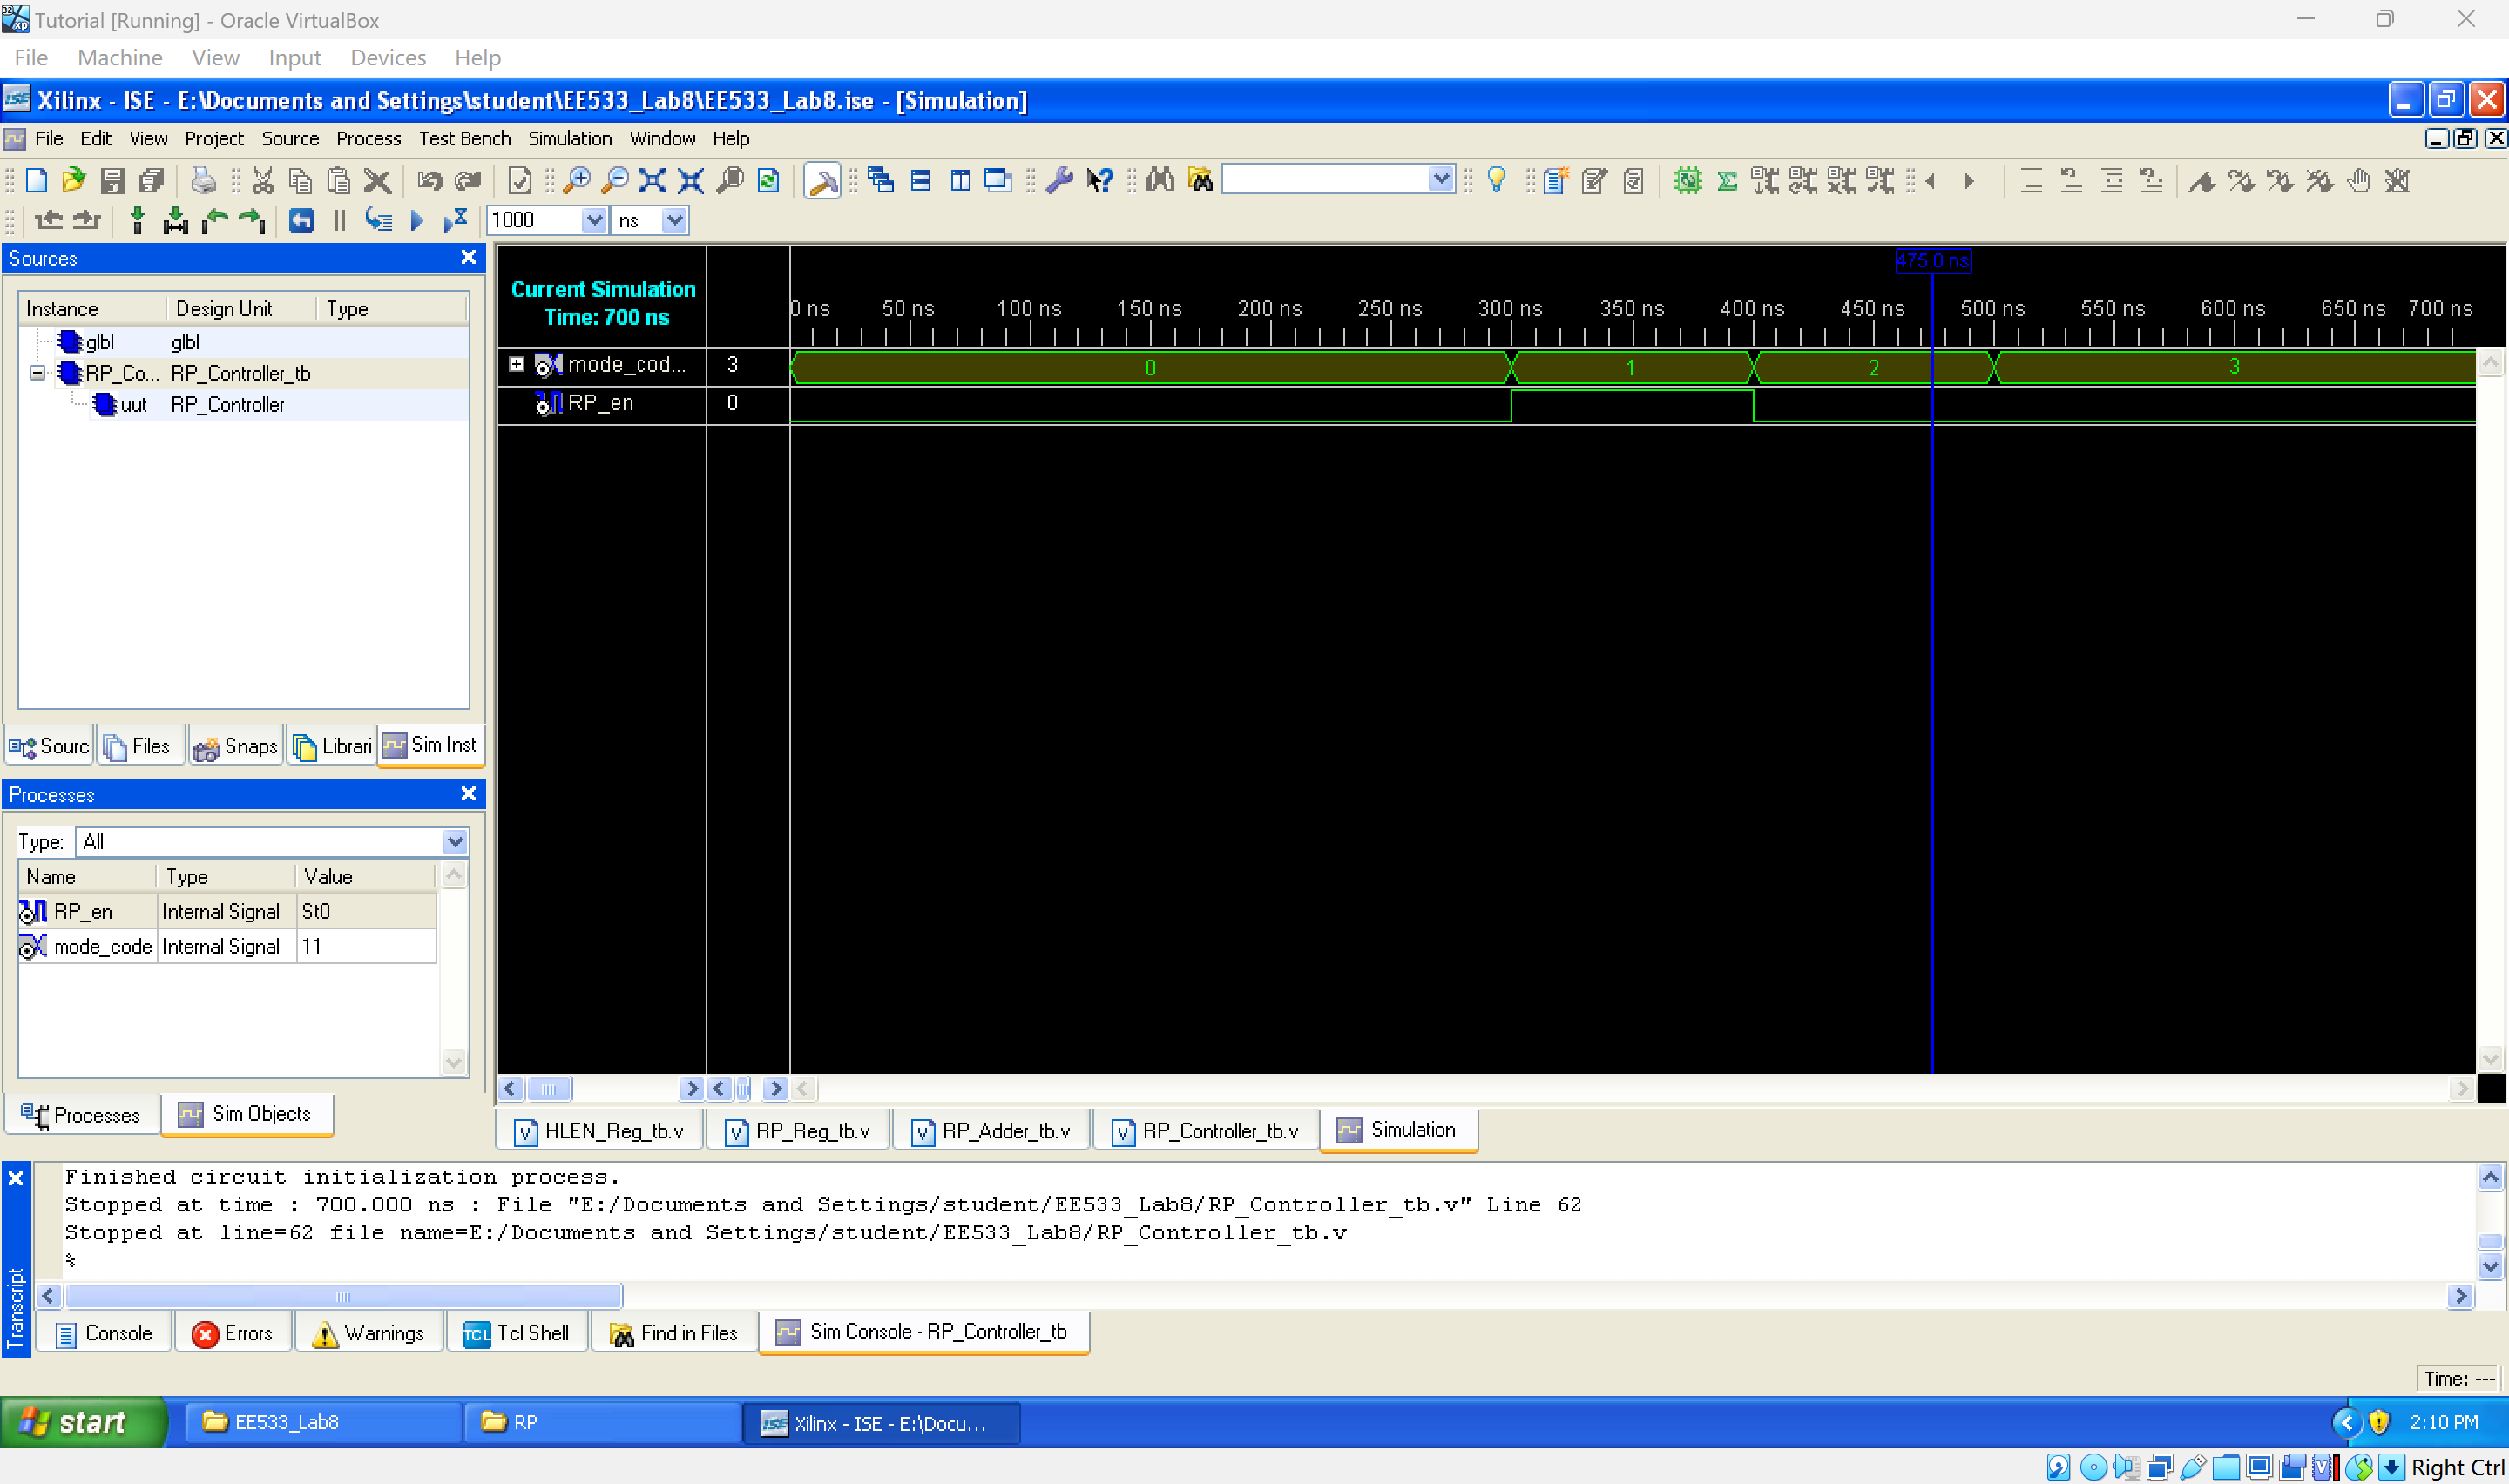 Tutorial [Running] - Oracle VirtualBox
File Machine View Input Devices Help
Xilinx - ISE - E:\Documents and Settings\student\EE533_Lab8\EE533_Lab8.ise - [Simulation]
File Edit View Project Source Process Test Bench Simulation Window Help
1000 ns
Sources
Instance Design Unit Type
glbl glbl
RP_Co... RP_Controller_tb
uut RP_Controller
Sourc Files Snaps Librari Sim Inst
Processes
Type: All
Name Type Value
RP_en Internal Signal St0
mode_code Internal Signal 11
Processes Sim Objects
475.0 ns
Current Simulation
Time: 700 ns
0 ns 50 ns 100 ns 150 ns 200 ns 250 ns 300 ns 350 ns 400 ns 450 ns 500 ns 550 ns 600 ns 650 ns 700 ns
mode_cod... 3 0 1 2 3
RP_en 0
HLEN_Reg_tb.v RP_Reg_tb.v RP_Adder_tb.v RP_Controller_tb.v Simulation
Transcript
Finished circuit initialization process.
Stopped at time : 700.000 ns : File "E:/Documents and Settings/student/EE533_Lab8/RP_Controller_tb.v" Line 62
Stopped at line=62 file name=E:/Documents and Settings/student/EE533_Lab8/RP_Controller_tb.v
%
Console Errors Warnings Tcl Shell Find in Files Sim Console - RP_Controller_tb
Time: ---
start EE533_Lab8 RP Xilinx - ISE - E:\Docu... 2:10 PM
Right Ctrl